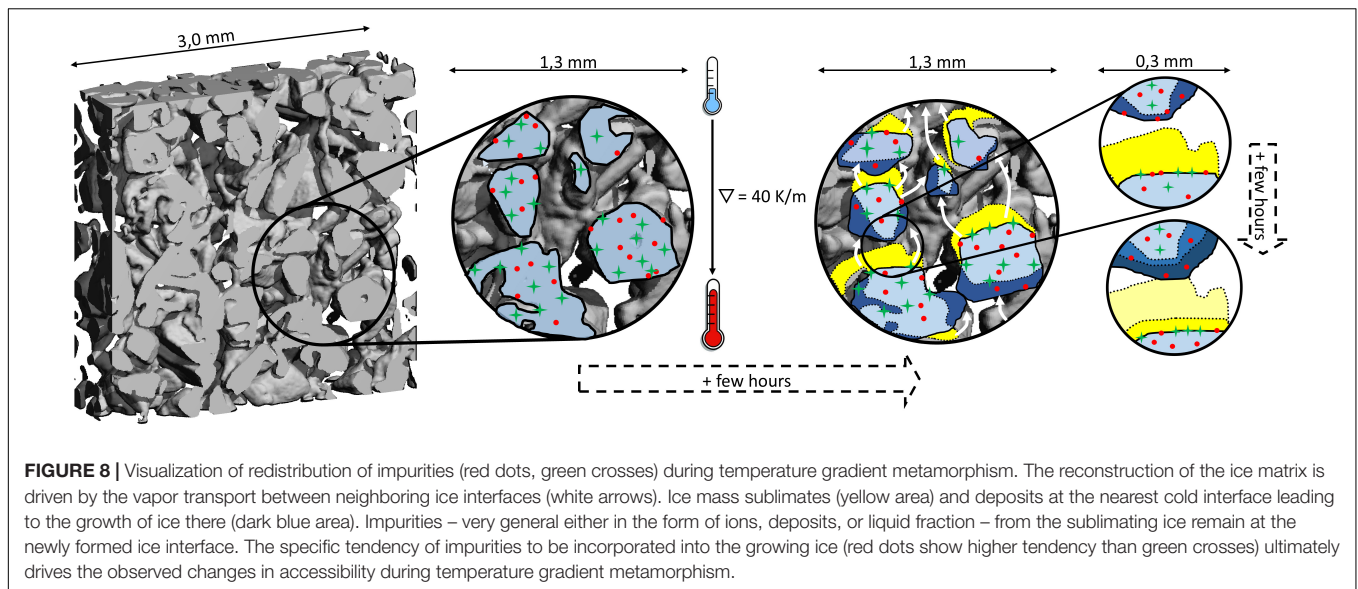 3,0 mm
1,3 mm
1,3 mm
0,3 mm
∇ = 40 K/m
+ few hours
+ few hours
FIGURE 8 | Visualization of redistribution of impurities (red dots, green crosses) during temperature gradient metamorphism. The reconstruction of the ice matrix is
driven by the vapor transport between neighboring ice interfaces (white arrows). Ice mass sublimates (yellow area) and deposits at the nearest cold interface leading
to the growth of ice there (dark blue area). Impurities – very general either in the form of ions, deposits, or liquid fraction – from the sublimating ice remain at the
newly formed ice interface. The specific tendency of impurities to be incorporated into the growing ice (red dots show higher tendency than green crosses) ultimately
drives the observed changes in accessibility during temperature gradient metamorphism.